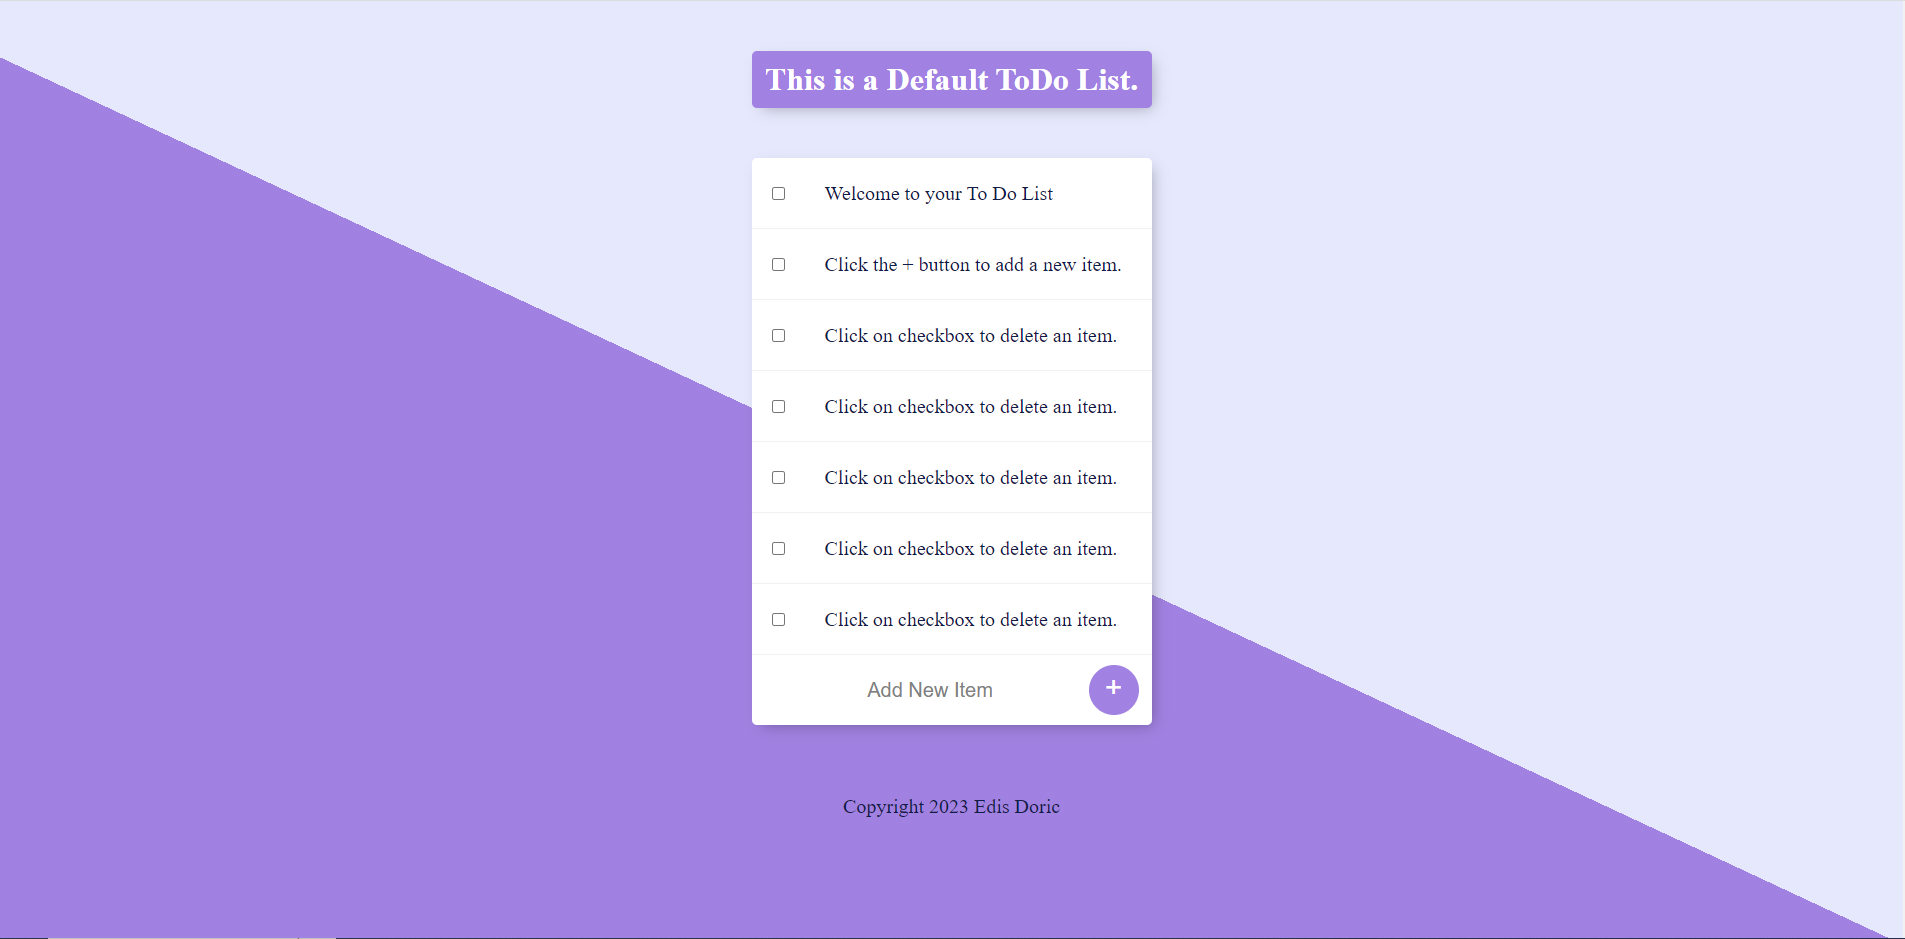 This is a Default ToDo List.
Welcome to your To Do List
Click the + button to add a new item.
Click on checkbox to delete an item.
Click on checkbox to delete an item.
Click on checkbox to delete an item.
Click on checkbox to delete an item.
Click on checkbox to delete an item.
Add New Item +
Copyright 2023 Edis Doric